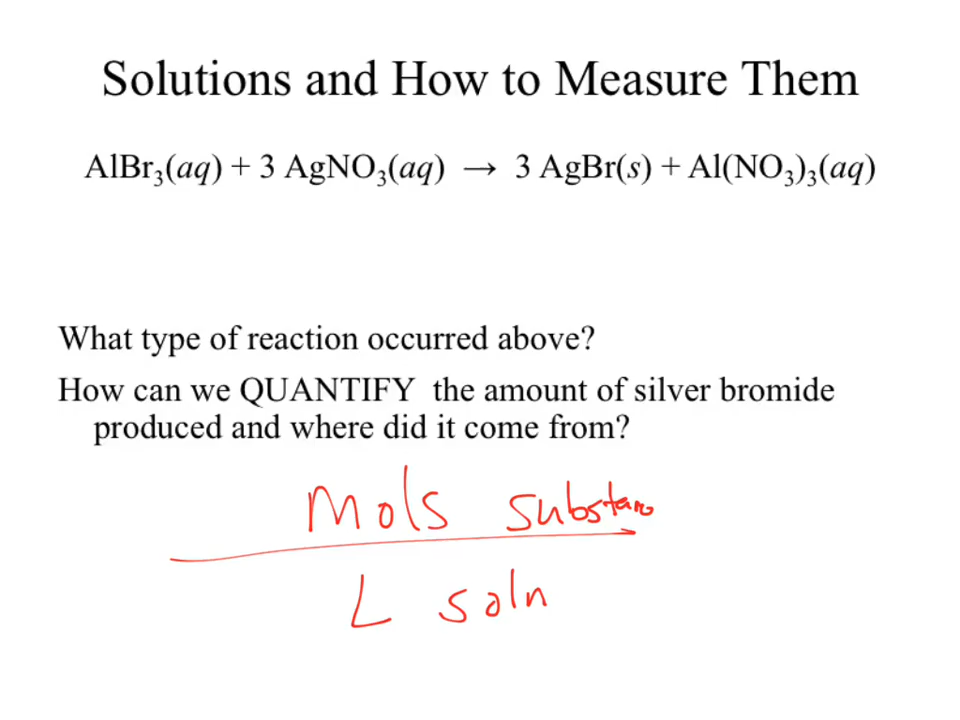 Solutions and How to Measure Them
AlBr₃(aq) + 3 AgNO₃(aq) → 3 AgBr(s) + Al(NO₃)₃(aq)
What type of reaction occurred above?
How can we QUANTIFY the amount of silver bromide
produced and where did it come from?
Mols
L soln